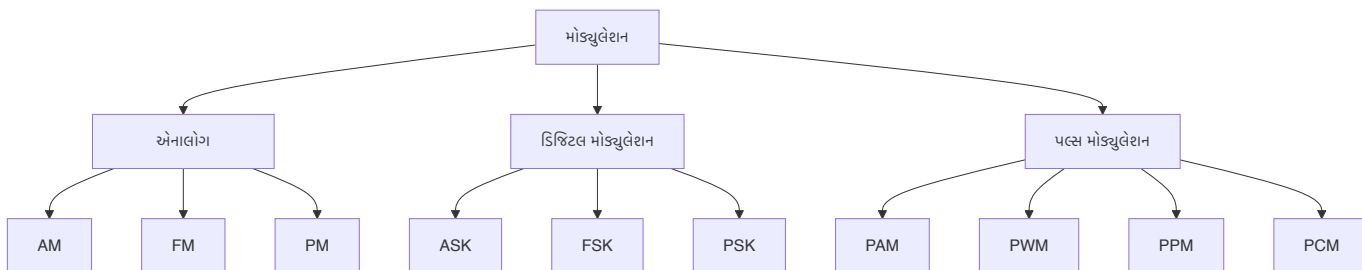 મોડ્યુલેશન
એનાલોગ
ડિજિટલ મોડ્યુલેશન
પલ્સ મોડ્યુલેશન
AM
FM
PM
ASK
FSK
PSK
PAM
PWM
PPM
PCM